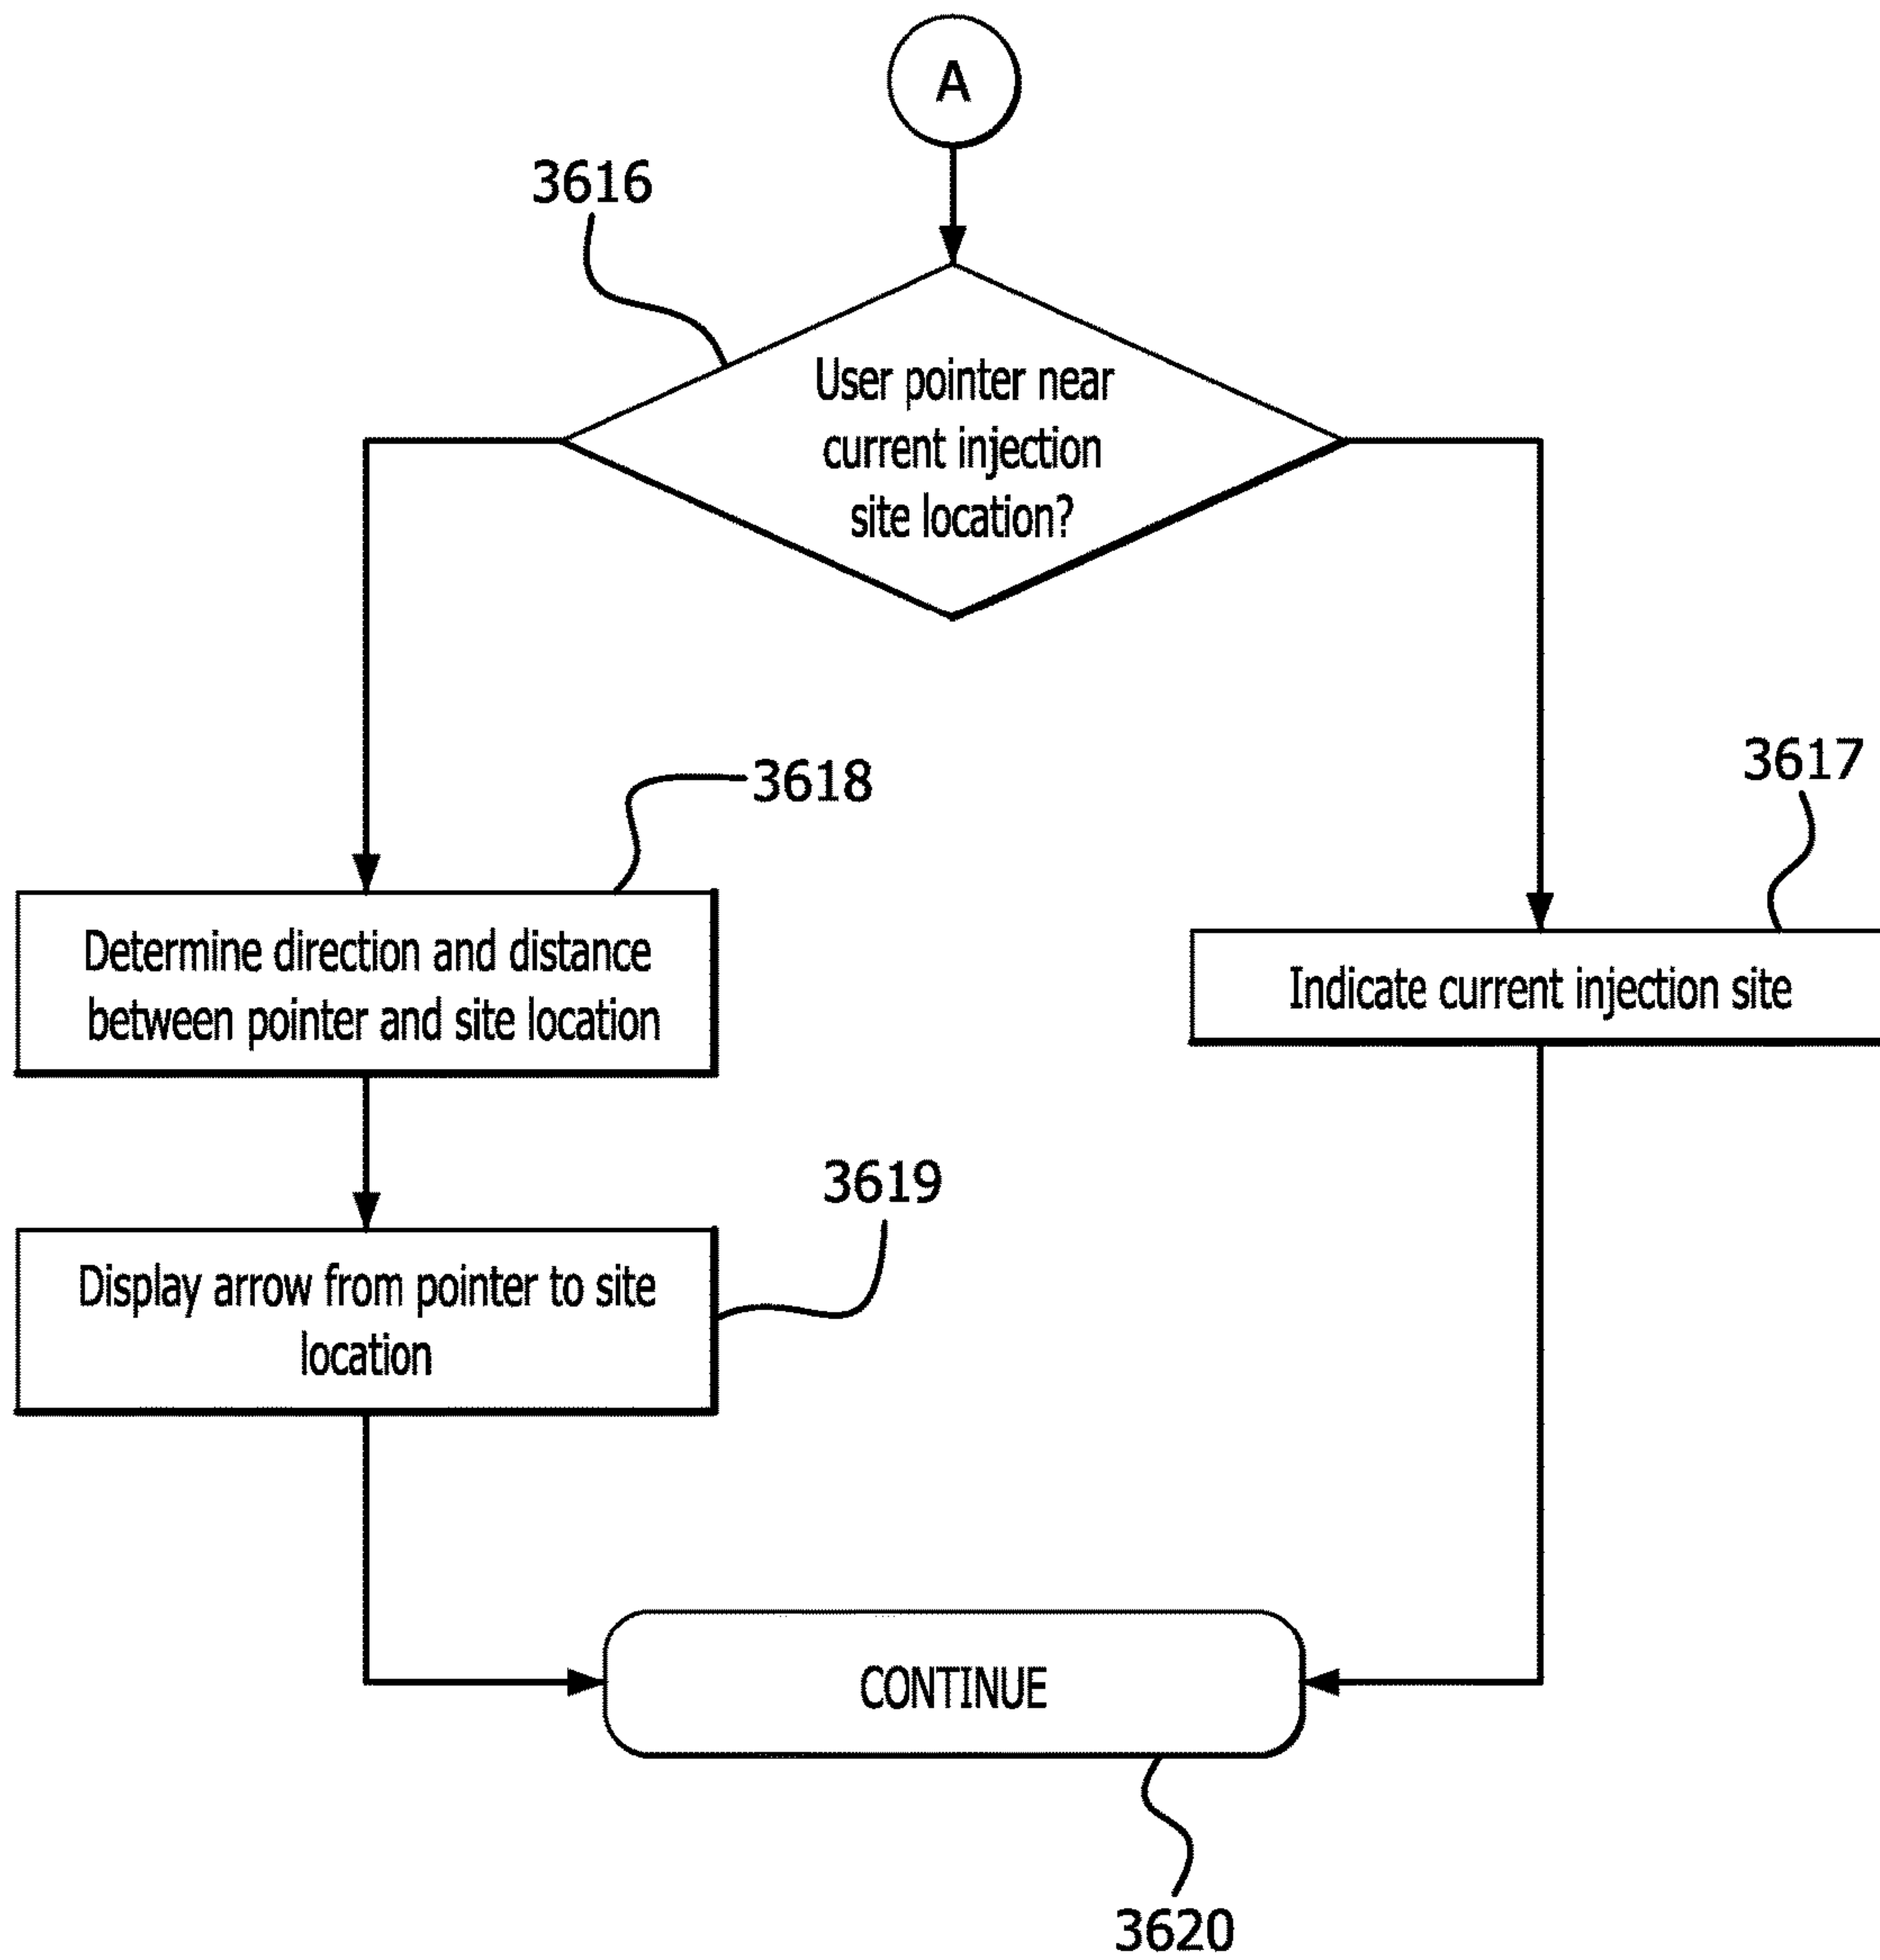 A
3616
User pointer near
current injection
site location?
3618
3617
Determine direction and distance
between pointer and site location
Indicate current injection site
3619
Display arrow from pointer to site
location
CONTINUE
3620